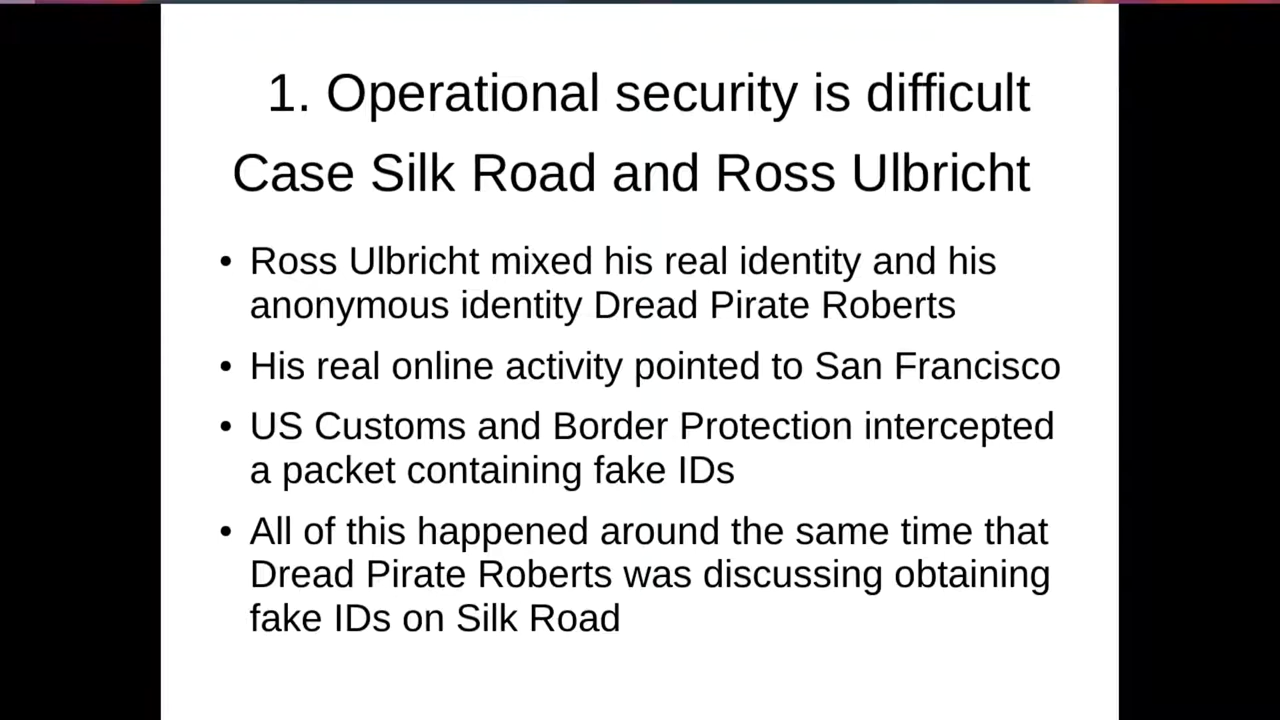 1. Operational security is difficult
Case Silk Road and Ross Ulbricht
• Ross Ulbricht mixed his real identity and his
anonymous identity Dread Pirate Roberts
• His real online activity pointed to San Francisco
• US Customs and Border Protection intercepted
a packet containing fake IDs
• All of this happened around the same time that
Dread Pirate Roberts was discussing obtaining
fake IDs on Silk Road